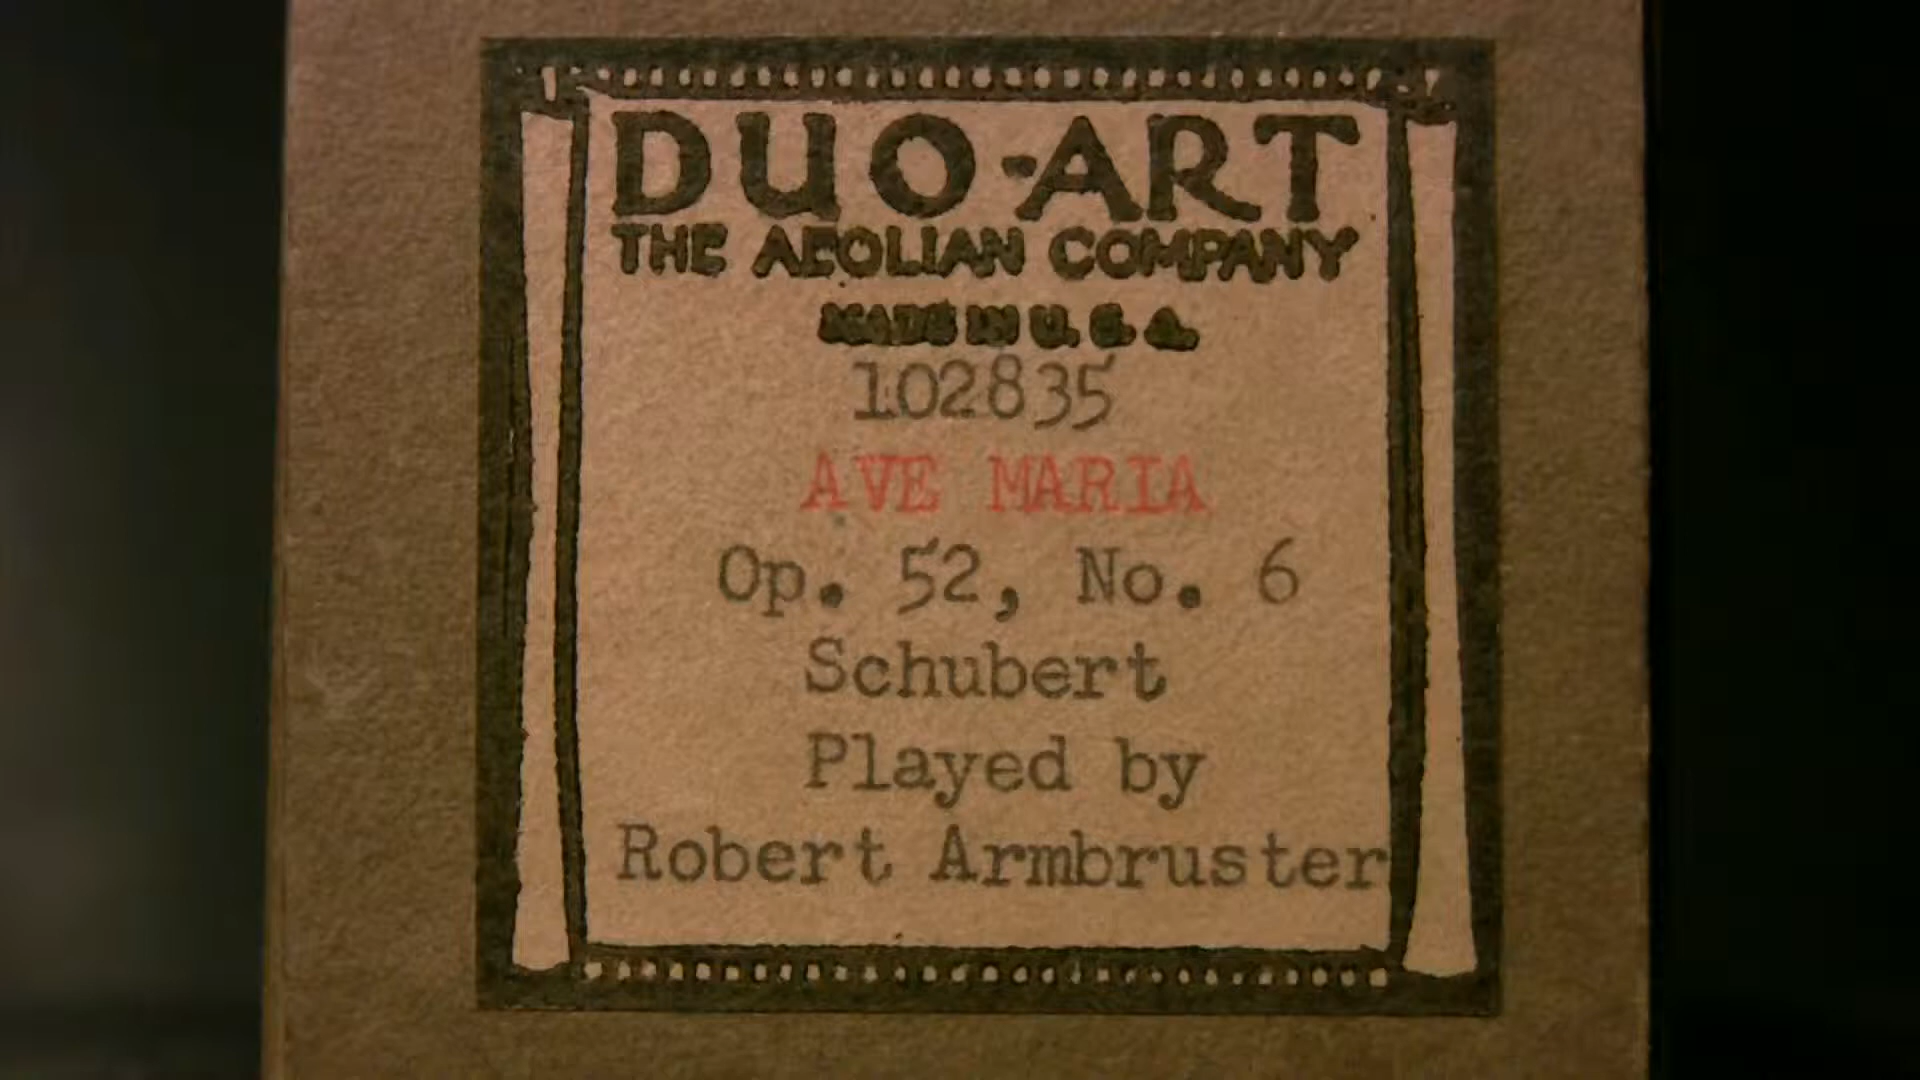 DUO-ART
THE AEOLIAN COMPANY
MADE IN U. S. A.
102835
AVE MARIA
Op. 52, No. 6
Schubert
Played by
Robert Armbruster